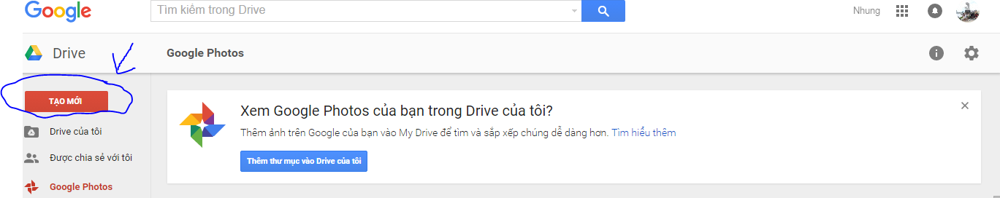 Google
Tìm kiếm trong Drive
Nhung
Drive
Google Photos
TẠO MỚI
Drive của tôi
Được chia sẻ với tôi
Google Photos
Xem Google Photos của bạn trong Drive của tôi?
Thêm ảnh trên Google của bạn vào My Drive để tìm và sắp xếp chúng dễ dàng hơn. Tìm hiểu thêm
Thêm thư mục vào Drive của tôi